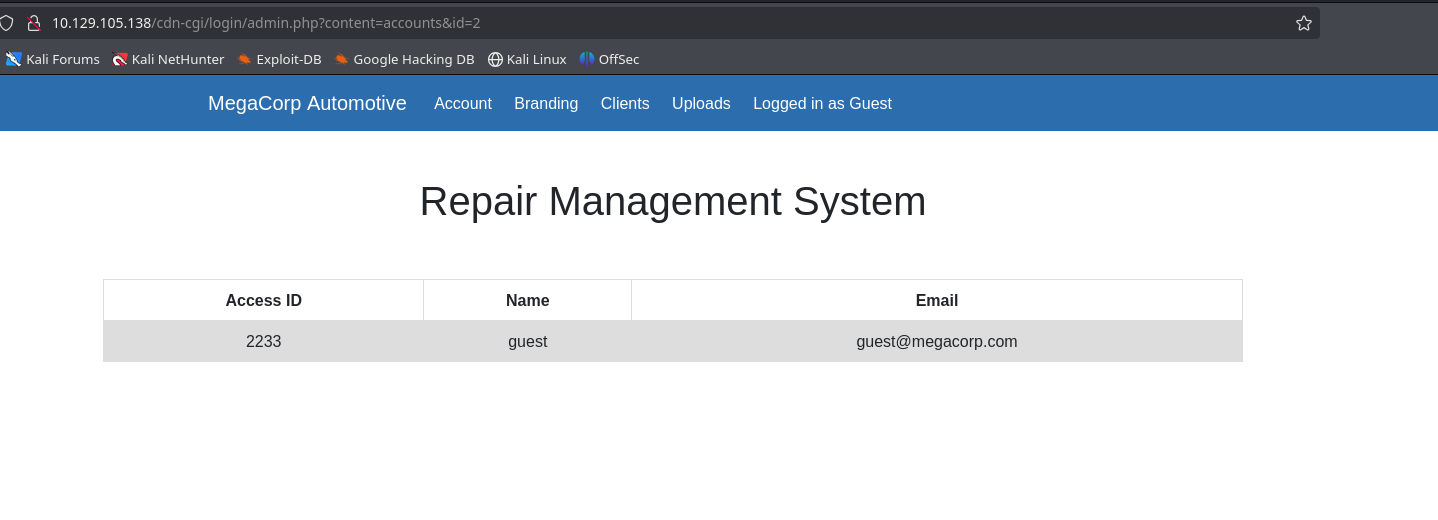 10.129.105.138/cdn-cgi/login/admin.php?content=accounts&id=2
Kali Forums Kali NetHunter Exploit-DB Google Hacking DB Kali Linux OffSec
MegaCorp Automotive Account Branding Clients Uploads Logged in as Guest
Repair Management System
Access ID Name Email
2233 guest guest@megacorp.com